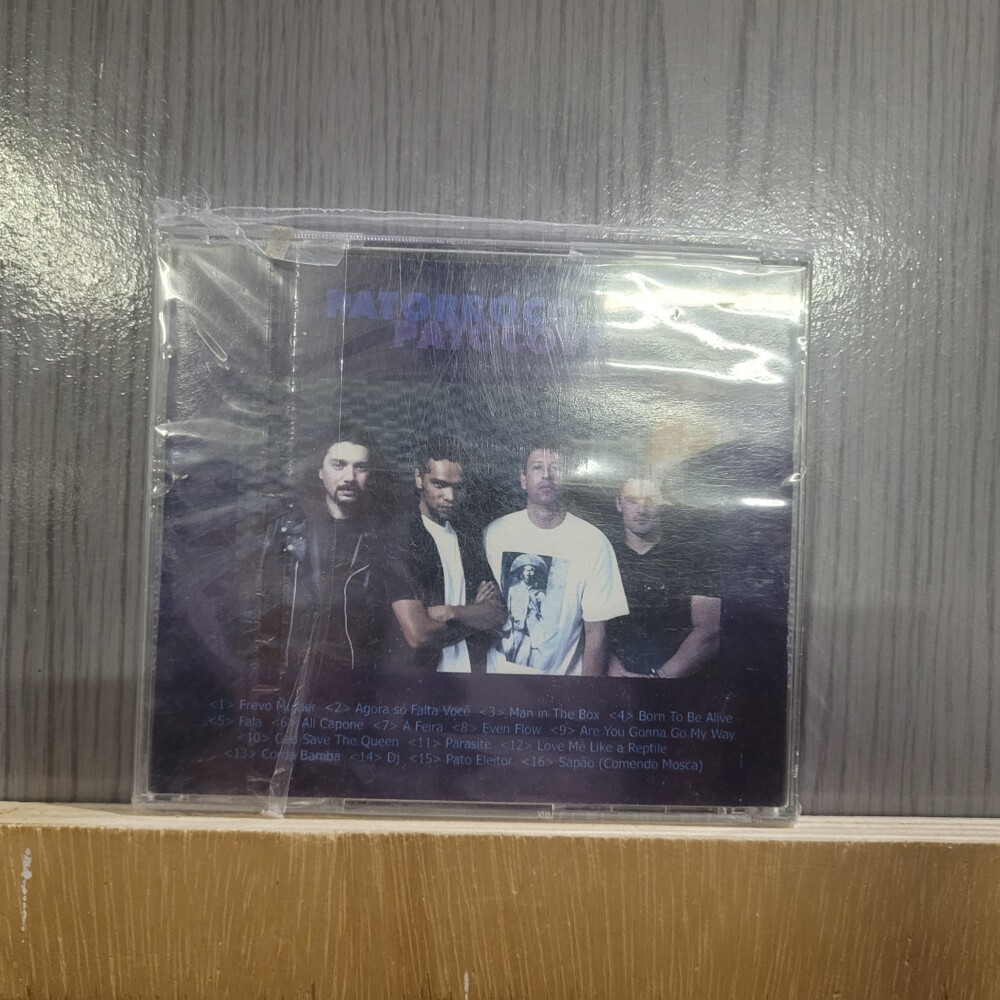 PATORROCO
<1> Frevo Mulher <2> Agora só Falta Você <3> Man in The Box <4> Born To Be Alive
<5> Fala <6> Ali Capone <7> A Feira <8> Even Flow <9> Are You Gonna Go My Way
<10> God Save The Queen <11> Parasite <12> Love Me Like a Reptile
<13> Corda Bamba <14> Dj <15> Pato Eleitor <16> Sapão (Comendo Mosca)